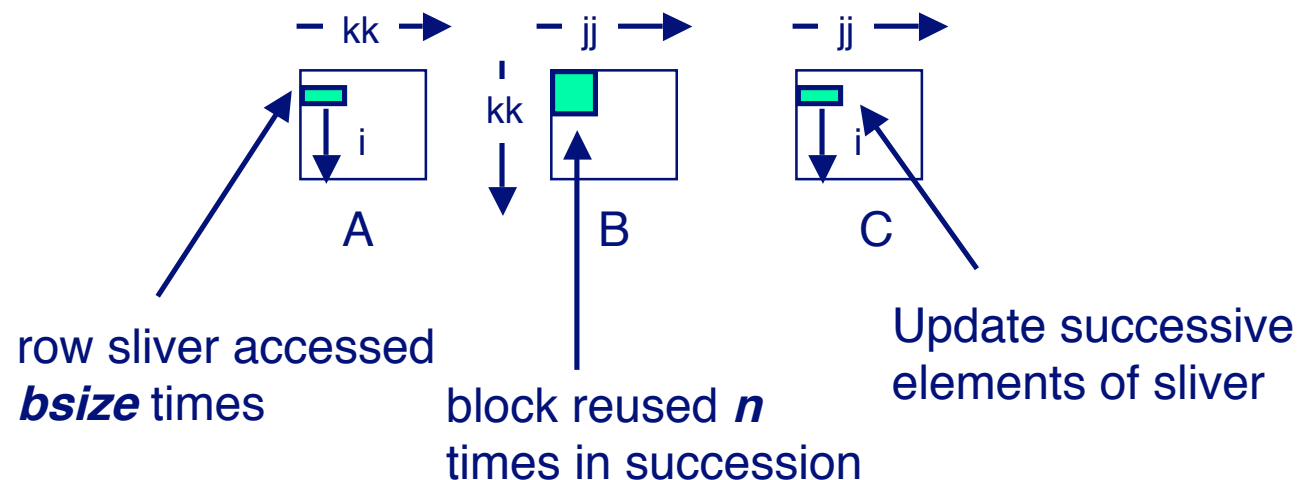 kk
jj
jj
kk
i
i
A
B
C
row sliver accessed
bsize times
block reused n
times in succession
Update successive
elements of sliver